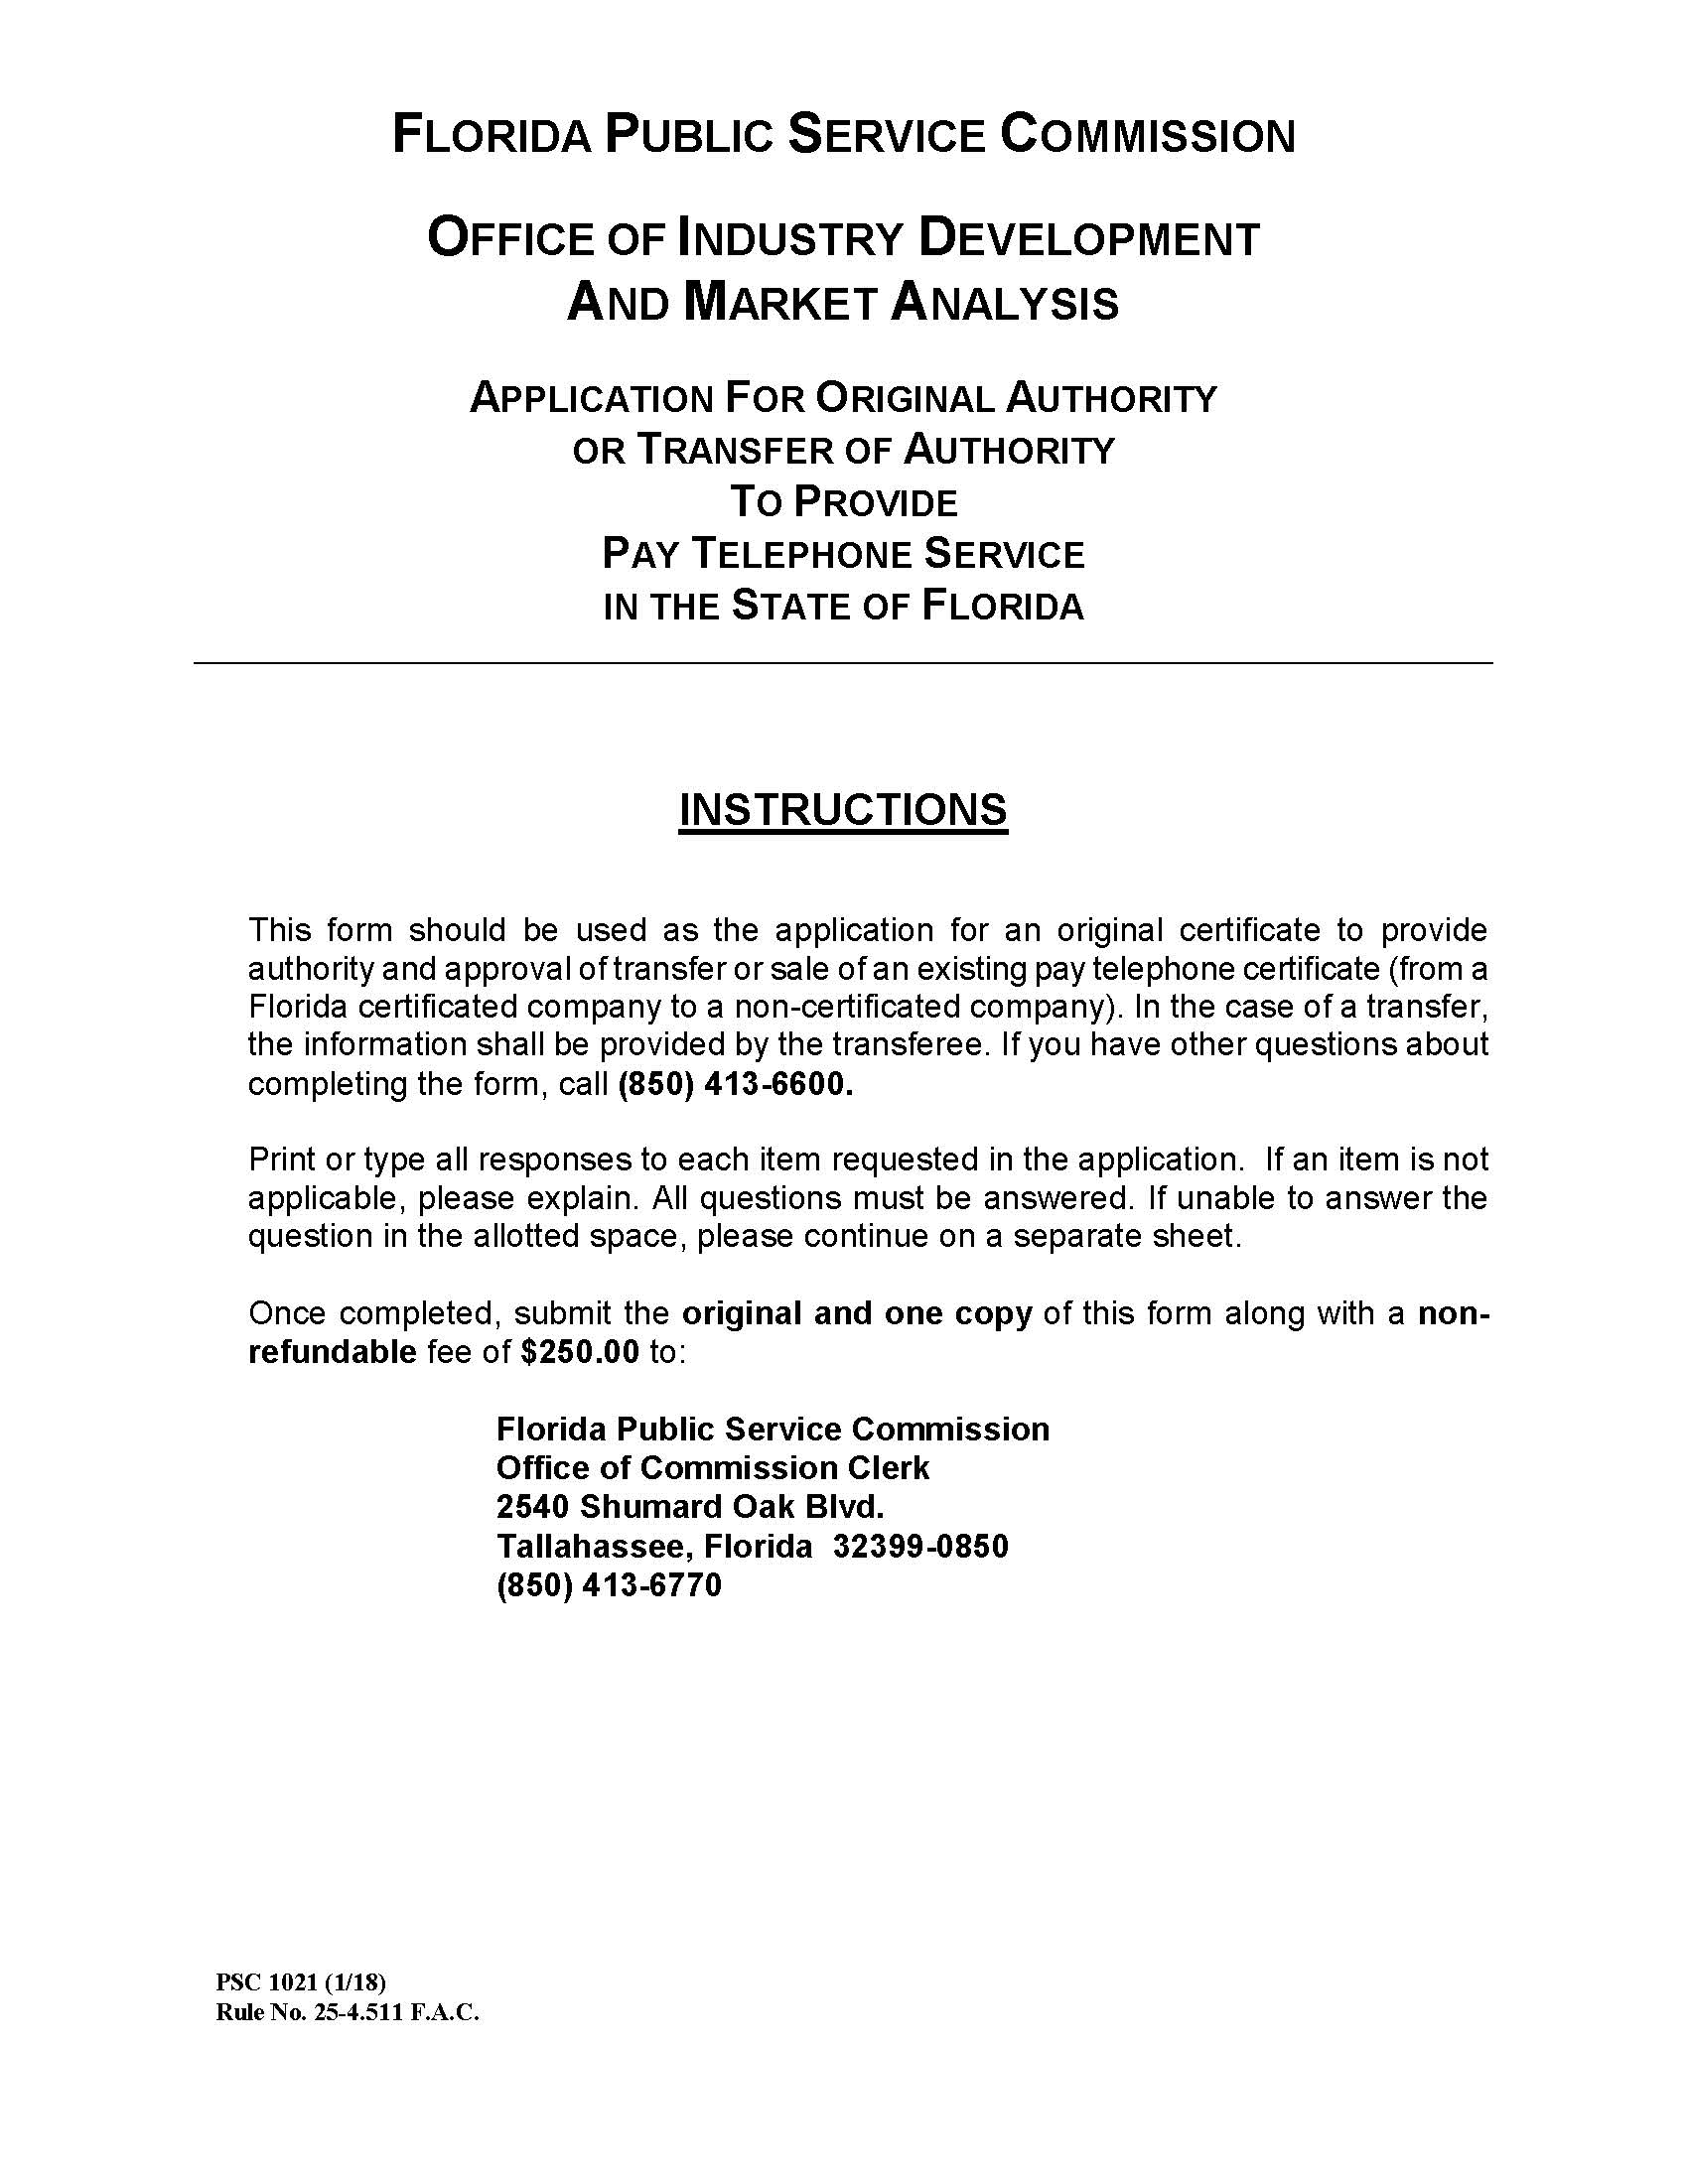 FLORIDA PUBLIC SERVICE COMMISSION
OFFICE OF INDUSTRY DEVELOPMENT
AND MARKET ANALYSIS
APPLICATION FOR ORIGINAL AUTHORITY
OR TRANSFER OF AUTHORITY
TO PROVIDE
PAY TELEPHONE SERVICE
IN THE STATE OF FLORIDA
INSTRUCTIONS
This form should be used as the application for an original certificate to provide
authority and approval of transfer or sale of an existing pay telephone certificate (from a
Florida certificated company to a non-certificated company). In the case of a transfer,
the information shall be provided by the transferee. If you have other questions about
completing the form, call (850) 413-6600.
Print or type all responses to each item requested in the application.  If an item is not
applicable, please explain. All questions must be answered. If unable to answer the
question in the allotted space, please continue on a separate sheet.
Once completed, submit the original and one copy of this form along with a non-
refundable fee of $250.00 to:
Florida Public Service Commission
Office of Commission Clerk
2540 Shumard Oak Blvd.
Tallahassee, Florida  32399-0850
(850) 413-6770
PSC 1021 (1/18)
Rule No. 25-4.511 F.A.C.